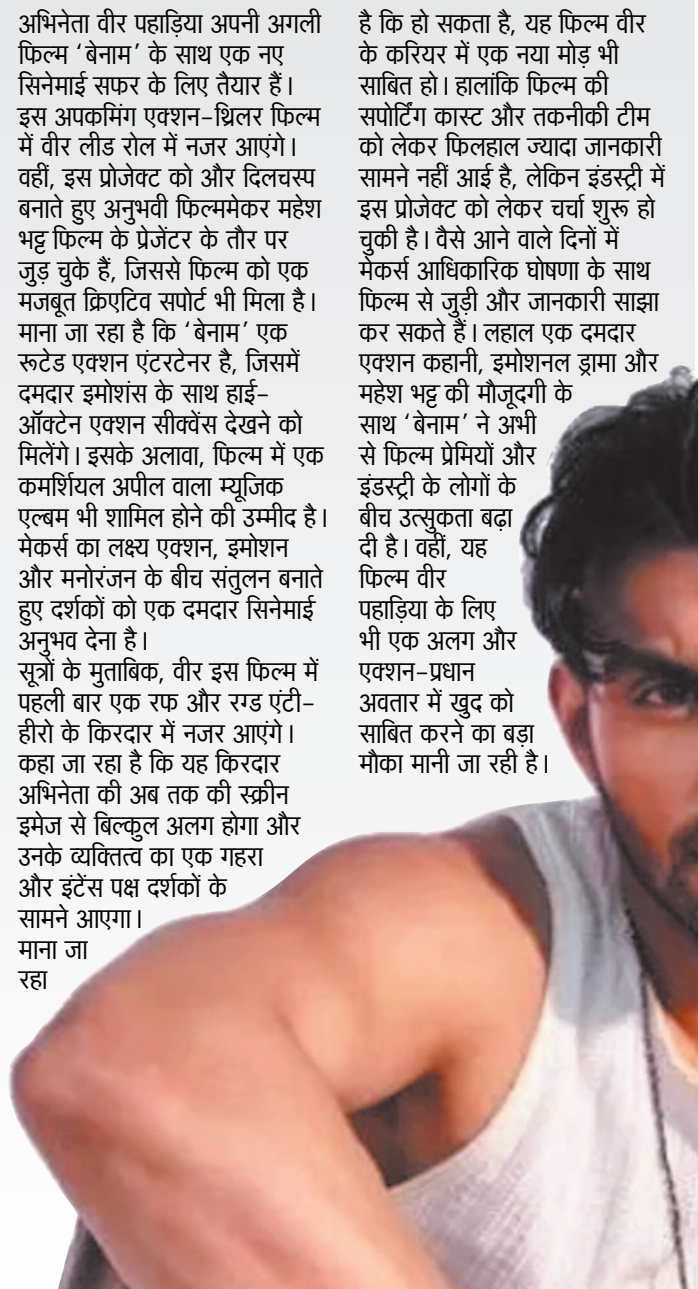 अभिनेता वीर पहाड़िया अपनी अगली
फिल्म ‘बेनाम’ के साथ एक नए
सिनेमाई सफर के लिए तैयार हैं।
इस अपकमिंग एक्शन-थ्रिलर फिल्म
में वीर लीड रोल में नजर आएंगे।
वहीं, इस प्रोजेक्ट को और दिलचस्प
बनाते हुए अनुभवी फिल्ममेकर महेश
भट्ट फिल्म के प्रेजेंटर के तौर पर
जुड़ चुके हैं, जिससे फिल्म को एक
मजबूत क्रिएटिव सपोर्ट भी मिला है।
माना जा रहा है कि ‘बेनाम’ एक
रूटेड एक्शन एंटरटेनर है, जिसमें
दमदार इमोशंस के साथ हाई-
ऑक्टेन एक्शन सीक्वेंस देखने को
मिलेंगे। इसके अलावा, फिल्म में एक
कमर्शियल अपील वाला म्यूजिक
एल्बम भी शामिल होने की उम्मीद है।
मेकर्स का लक्ष्य एक्शन, इमोशन
और मनोरंजन के बीच संतुलन बनाते
हुए दर्शकों को एक दमदार सिनेमाई
अनुभव देना है।
सूत्रों के मुताबिक, वीर इस फिल्म में
पहली बार एक रफ और रग्ड एंटी-
हीरो के किरदार में नजर आएंगे।
कहा जा रहा है कि यह किरदार
अभिनेता की अब तक की स्क्रीन
इमेज से बिल्कुल अलग होगा और
उनके व्यक्तित्व का एक गहरा
और इंटेंस पक्ष दर्शकों के
सामने आएगा।
माना जा
रहा
है कि हो सकता है, यह फिल्म वीर
के करियर में एक नया मोड़ भी
साबित हो। हालांकि फिल्म की
सपोर्टिंग कास्ट और तकनीकी टीम
को लेकर फिलहाल ज्यादा जानकारी
सामने नहीं आई है, लेकिन इंडस्ट्री में
इस प्रोजेक्ट को लेकर चर्चा शुरू हो
चुकी है। वैसे आने वाले दिनों में
मेकर्स आधिकारिक घोषणा के साथ
फिल्म से जुड़ी और जानकारी साझा
कर सकते हैं। लहाल एक दमदार
एक्शन कहानी, इमोशनल ड्रामा और
महेश भट्ट की मौजूदगी के
साथ ‘बेनाम’ ने अभी
से फिल्म प्रेमियों और
इंडस्ट्री के लोगों के
बीच उत्सुकता बढ़ा
दी है। वहीं, यह
फिल्म वीर
पहाड़िया के लिए
भी एक अलग और
एक्शन-प्रधान
अवतार में खुद को
साबित करने का बड़ा
मौका मानी जा रही है।